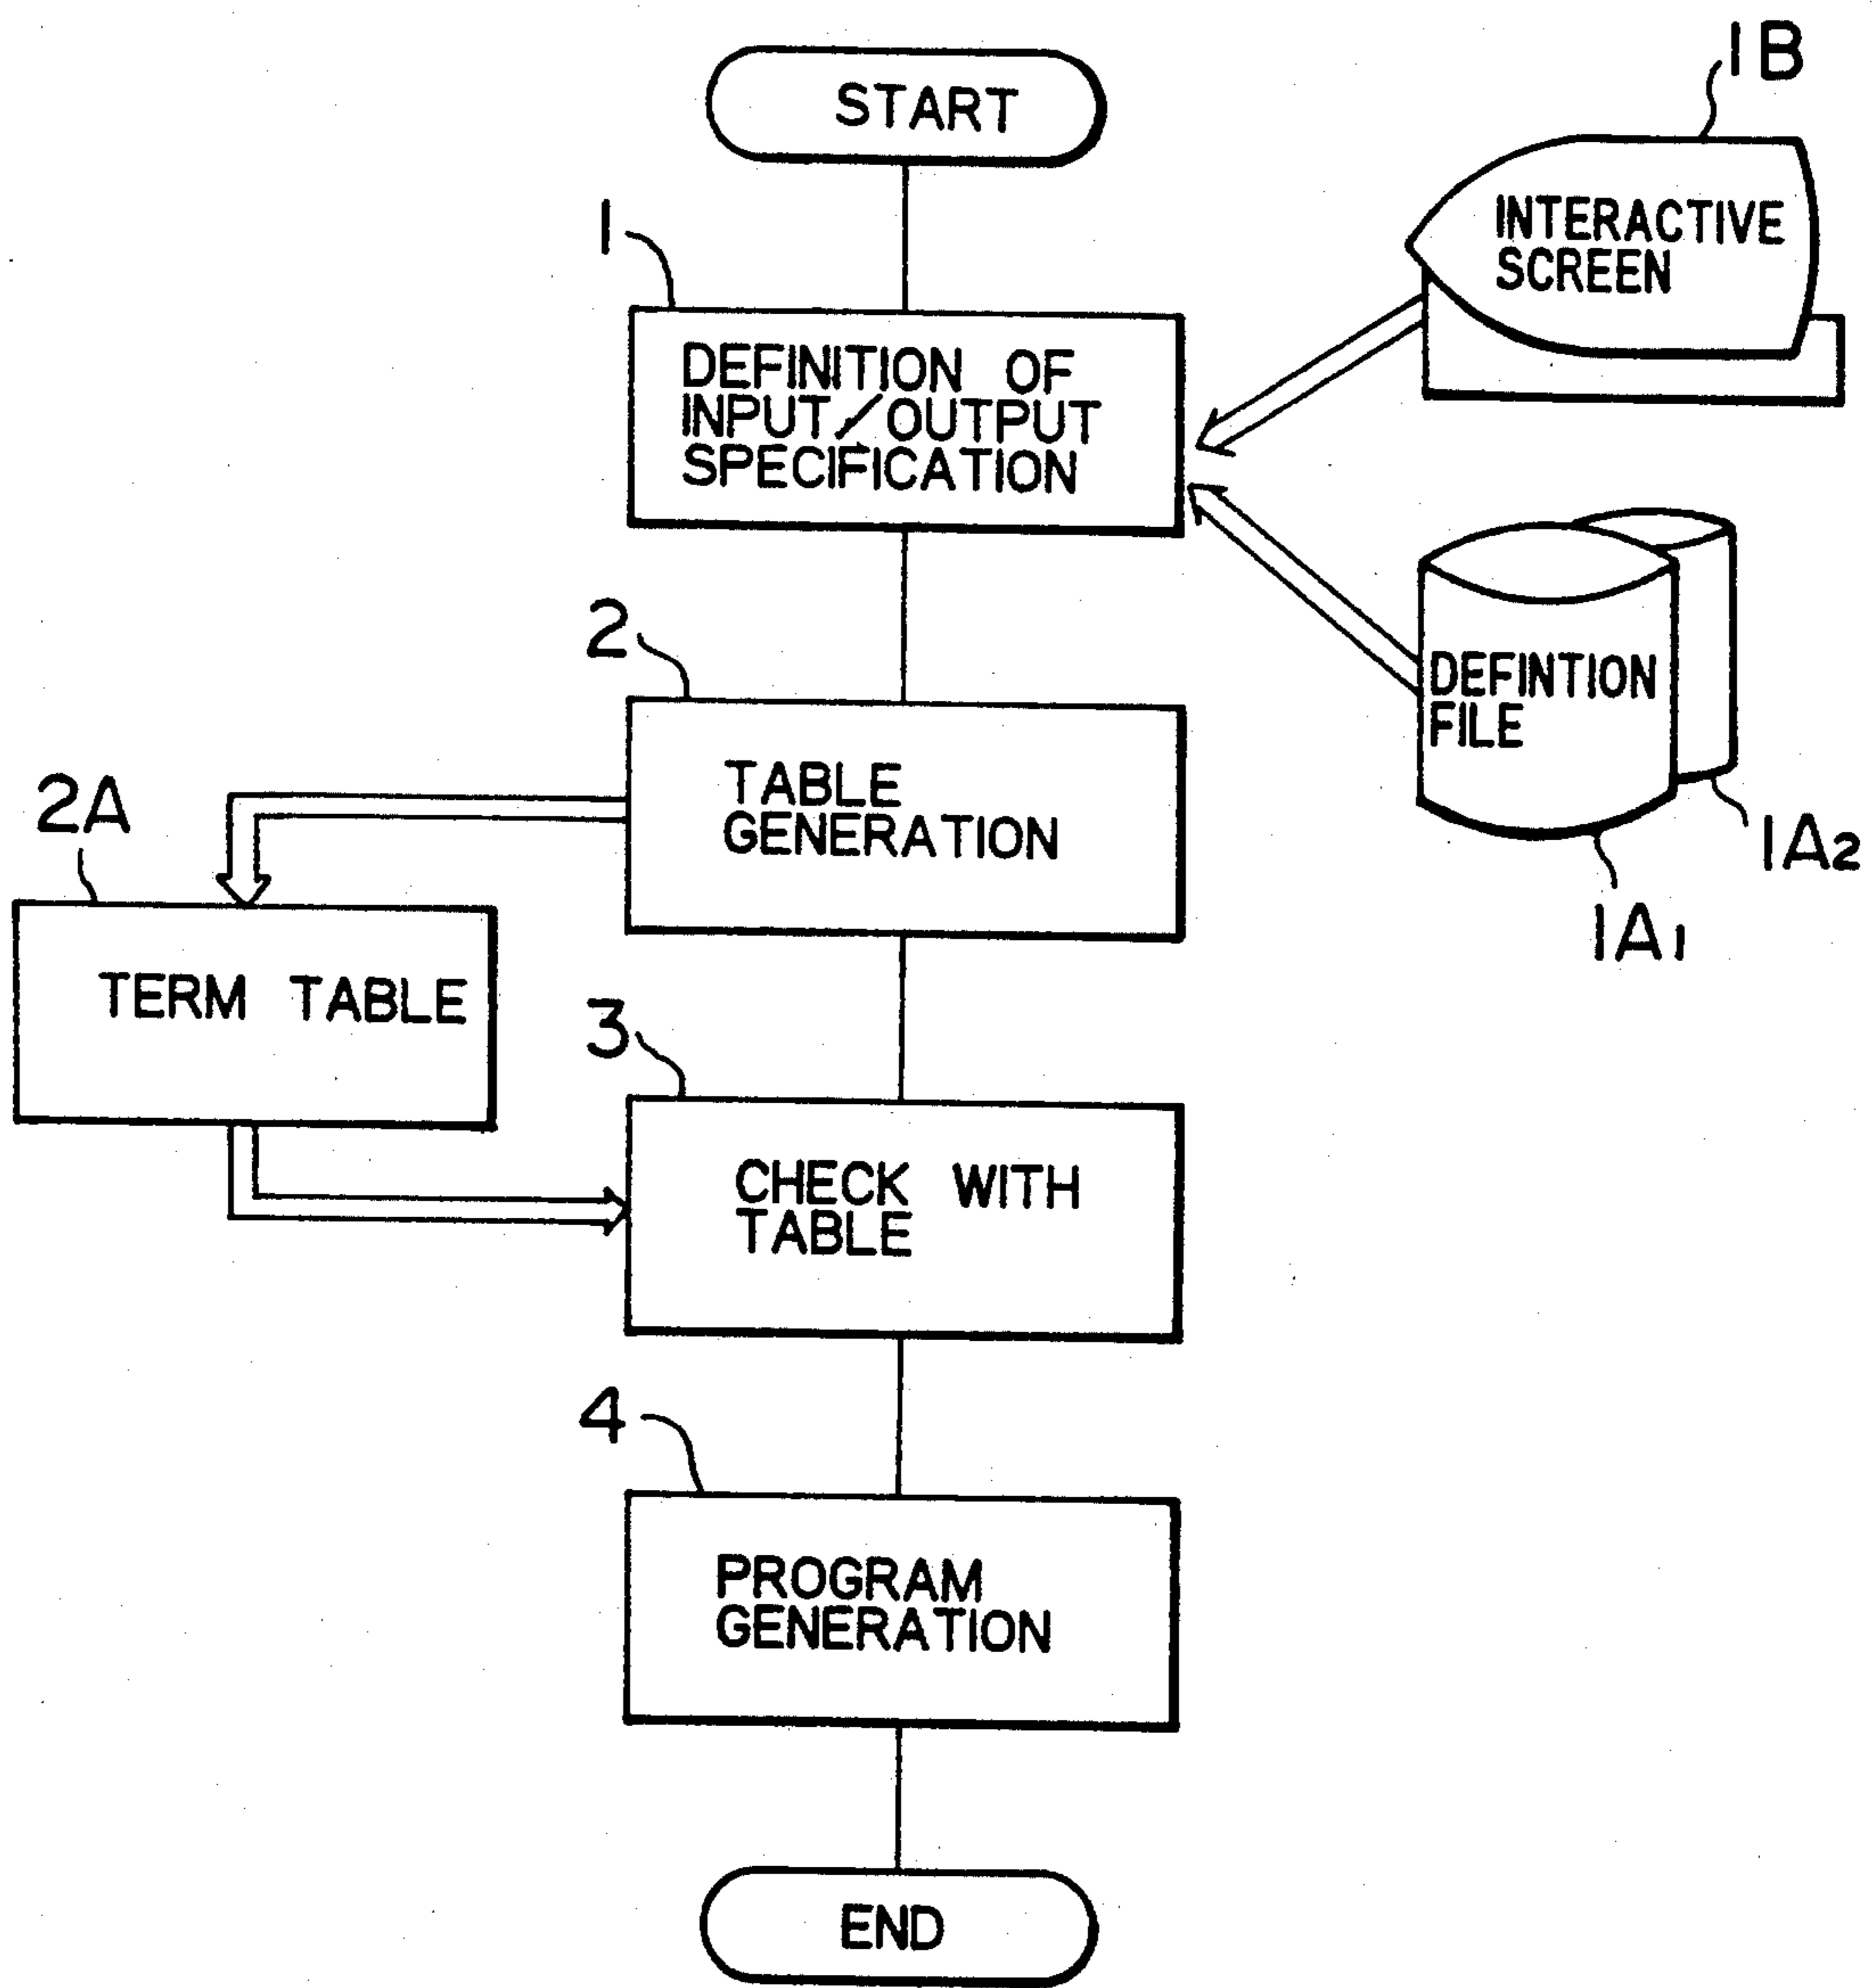 START
1B
INTERACTIVE
SCREEN
1
DEFINITION OF
INPUT/OUTPUT
SPECIFICATION
2
DEFINTION
FILE
TABLE
GENERATION
2A
1A2
1A1
TERM TABLE
3
CHECK WITH
TABLE
4
PROGRAM
GENERATION
END